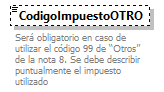 CodigoImpuestoOTRO
Será obligatorio en caso de
utilizar el código 99 de “Otros”
de la nota 8. Se debe describir
puntualmente el impuesto
utilizado